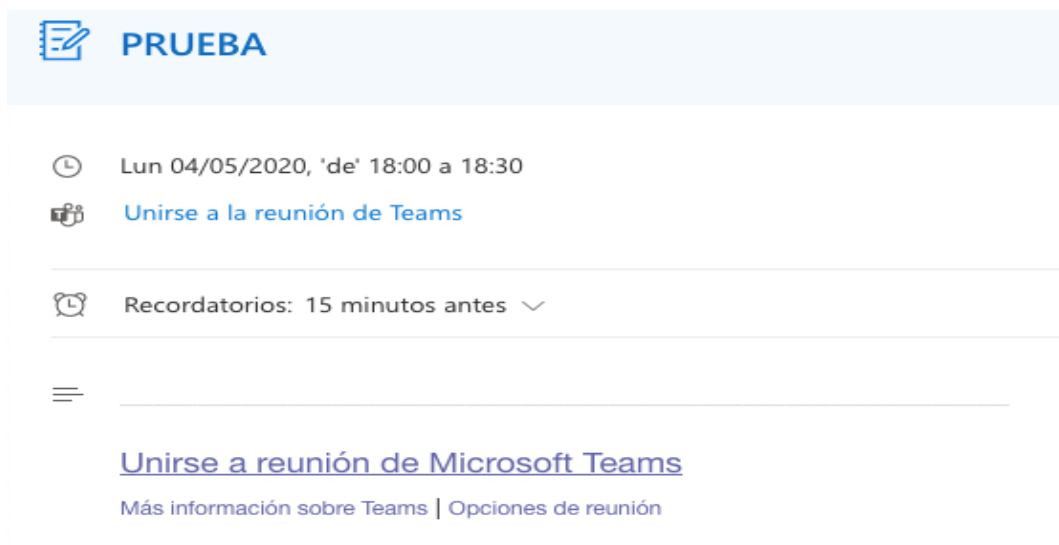 PRUEBA
Lun 04/05/2020, 'de' 18:00 a 18:30
Unirse a la reunión de Teams
Recordatorios: 15 minutos antes
Unirse a reunión de Microsoft Teams
Más información sobre Teams | Opciones de reunión